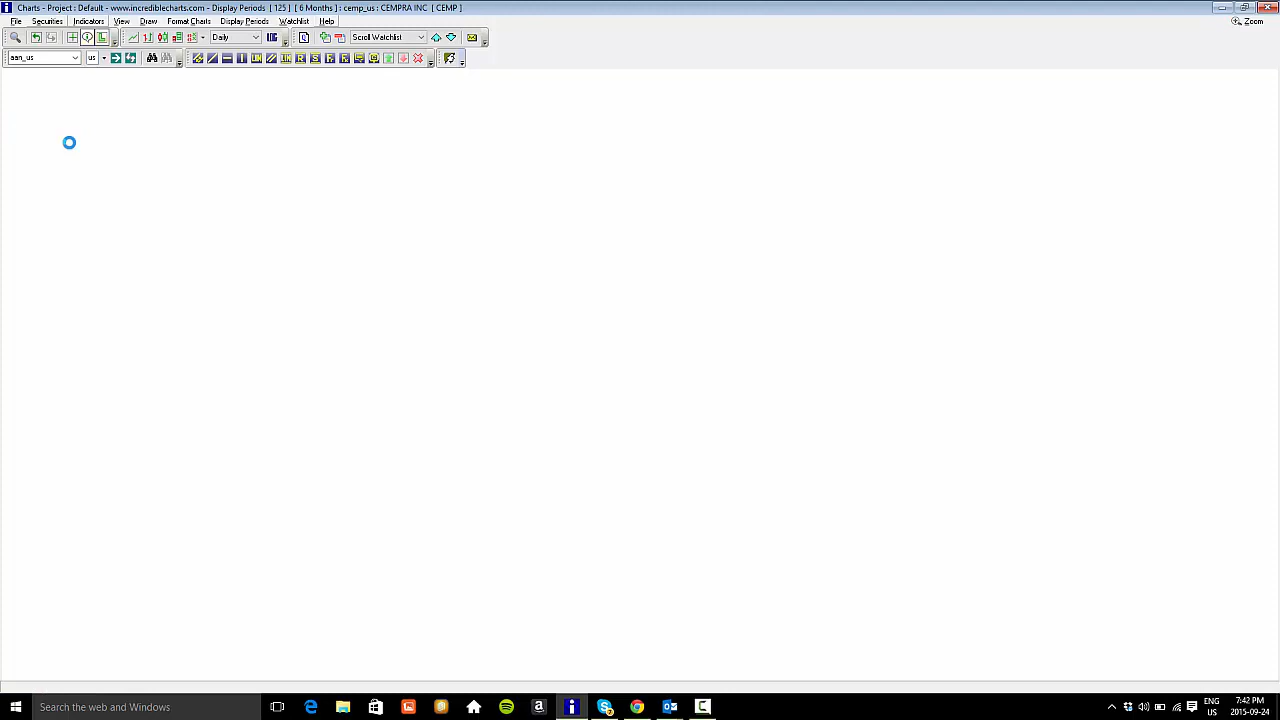 Charts - Project : Default - www.incrediblecharts.com - Display Periods [ 125 ] [ 6 Months ] : cemp_us : CEMPRA INC [ CEMP ]
File Securities Indicators View Draw Format Charts Display Periods Watchlist Help Zoom
Daily Scroll Watchlist
aan_us us
Search the web and Windows
ENG 7:42 PM
US 2015-09-24